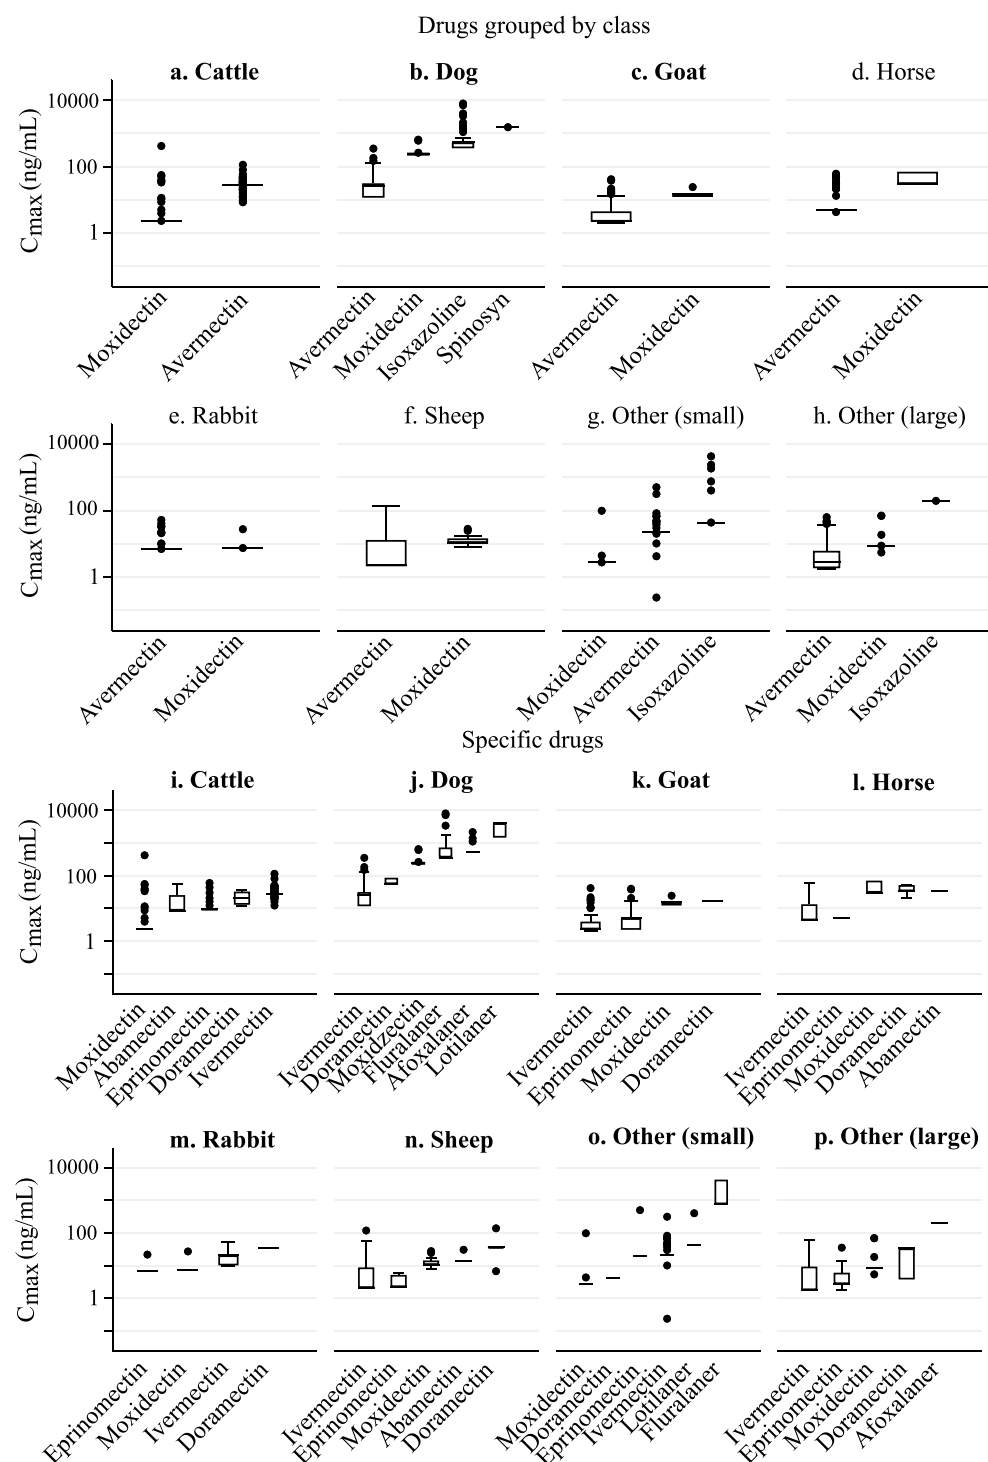 Drugs grouped by class
a. Cattle b. Dog c. Goat d. Horse
10000
100
1
Cmax (ng/mL)
Moxidectin Avermectin Avermectin Moxidectin Isoxazoline Spinosyn Avermectin Moxidectin Avermectin Moxidectin
e. Rabbit f. Sheep g. Other (small) h. Other (large)
10000
100
1
Cmax (ng/mL)
Avermectin Moxidectin Avermectin Moxidectin Moxidectin Avermectin Isoxazoline Avermectin Moxidectin Isoxazoline
Specific drugs
i. Cattle j. Dog k. Goat l. Horse
10000
100
1
Cmax (ng/mL)
Moxidectin Abamectin Eprinomectin Doramectin Ivermectin Ivermectin Doramectin Moxidzectin Fluralaner Afoxalaner Lotilaner Ivermectin Eprinomectin Moxidectin Doramectin Ivermectin Eprinomectin Moxidectin Doramectin Abamectin
m. Rabbit n. Sheep o. Other (small) p. Other (large)
10000
100
1
Cmax (ng/mL)
Eprinomectin Moxidectin Ivermectin Doramectin Ivermectin Eprinomectin Moxidectin Abamectin Doramectin Moxidectin Doramectin Eprinomectin Ivermectin Lotilaner Fluralaner Ivermectin Eprinomectin Moxidectin Doramectin Afoxalaner